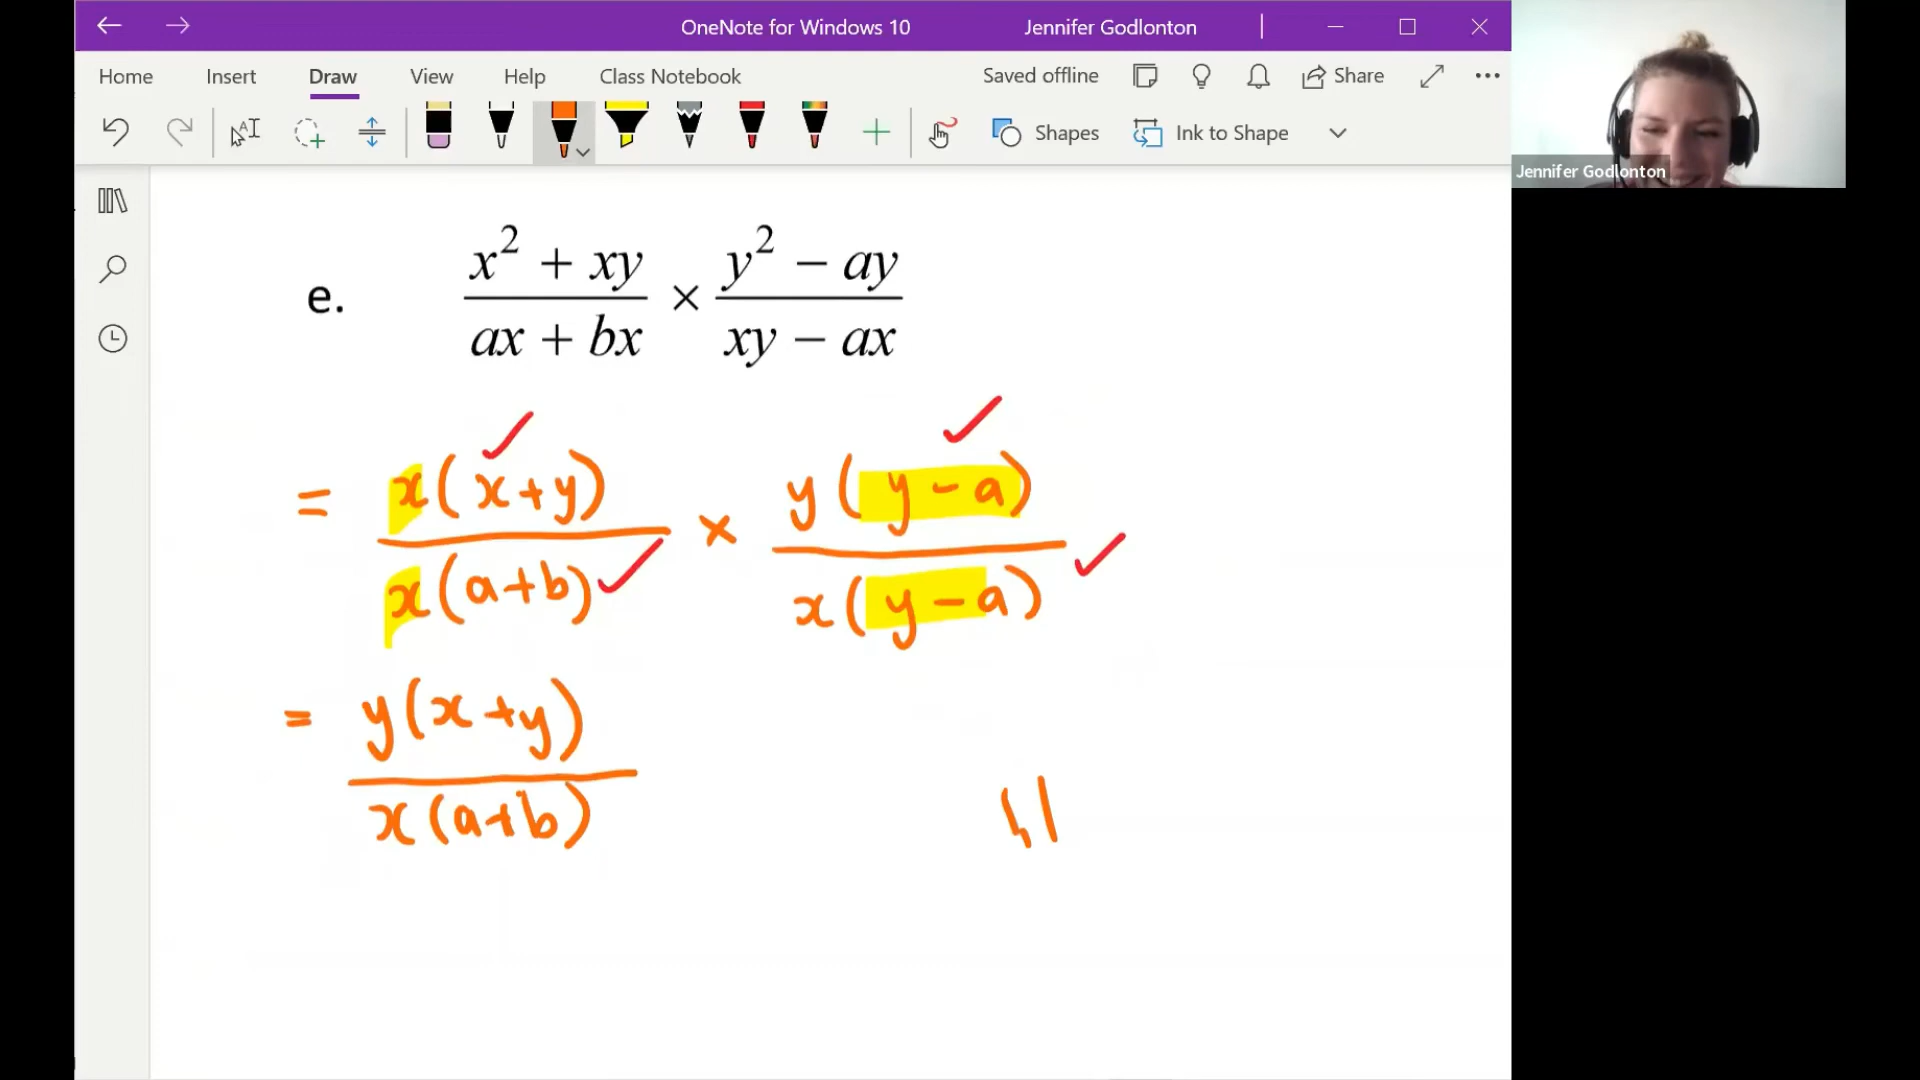 OneNote for Windows 10 Jennifer Godlonton
Home Insert Draw View Help Class Notebook Saved offline Share
Shapes Ink to Shape
Jennifer Godlonton
e. (x² + xy)/(ax + bx) × (y² − ay)/(xy − ax)
= x(x+y)/x(a+b) × y(y−a)/x(y−a)
= y(x+y)/x(a+b)